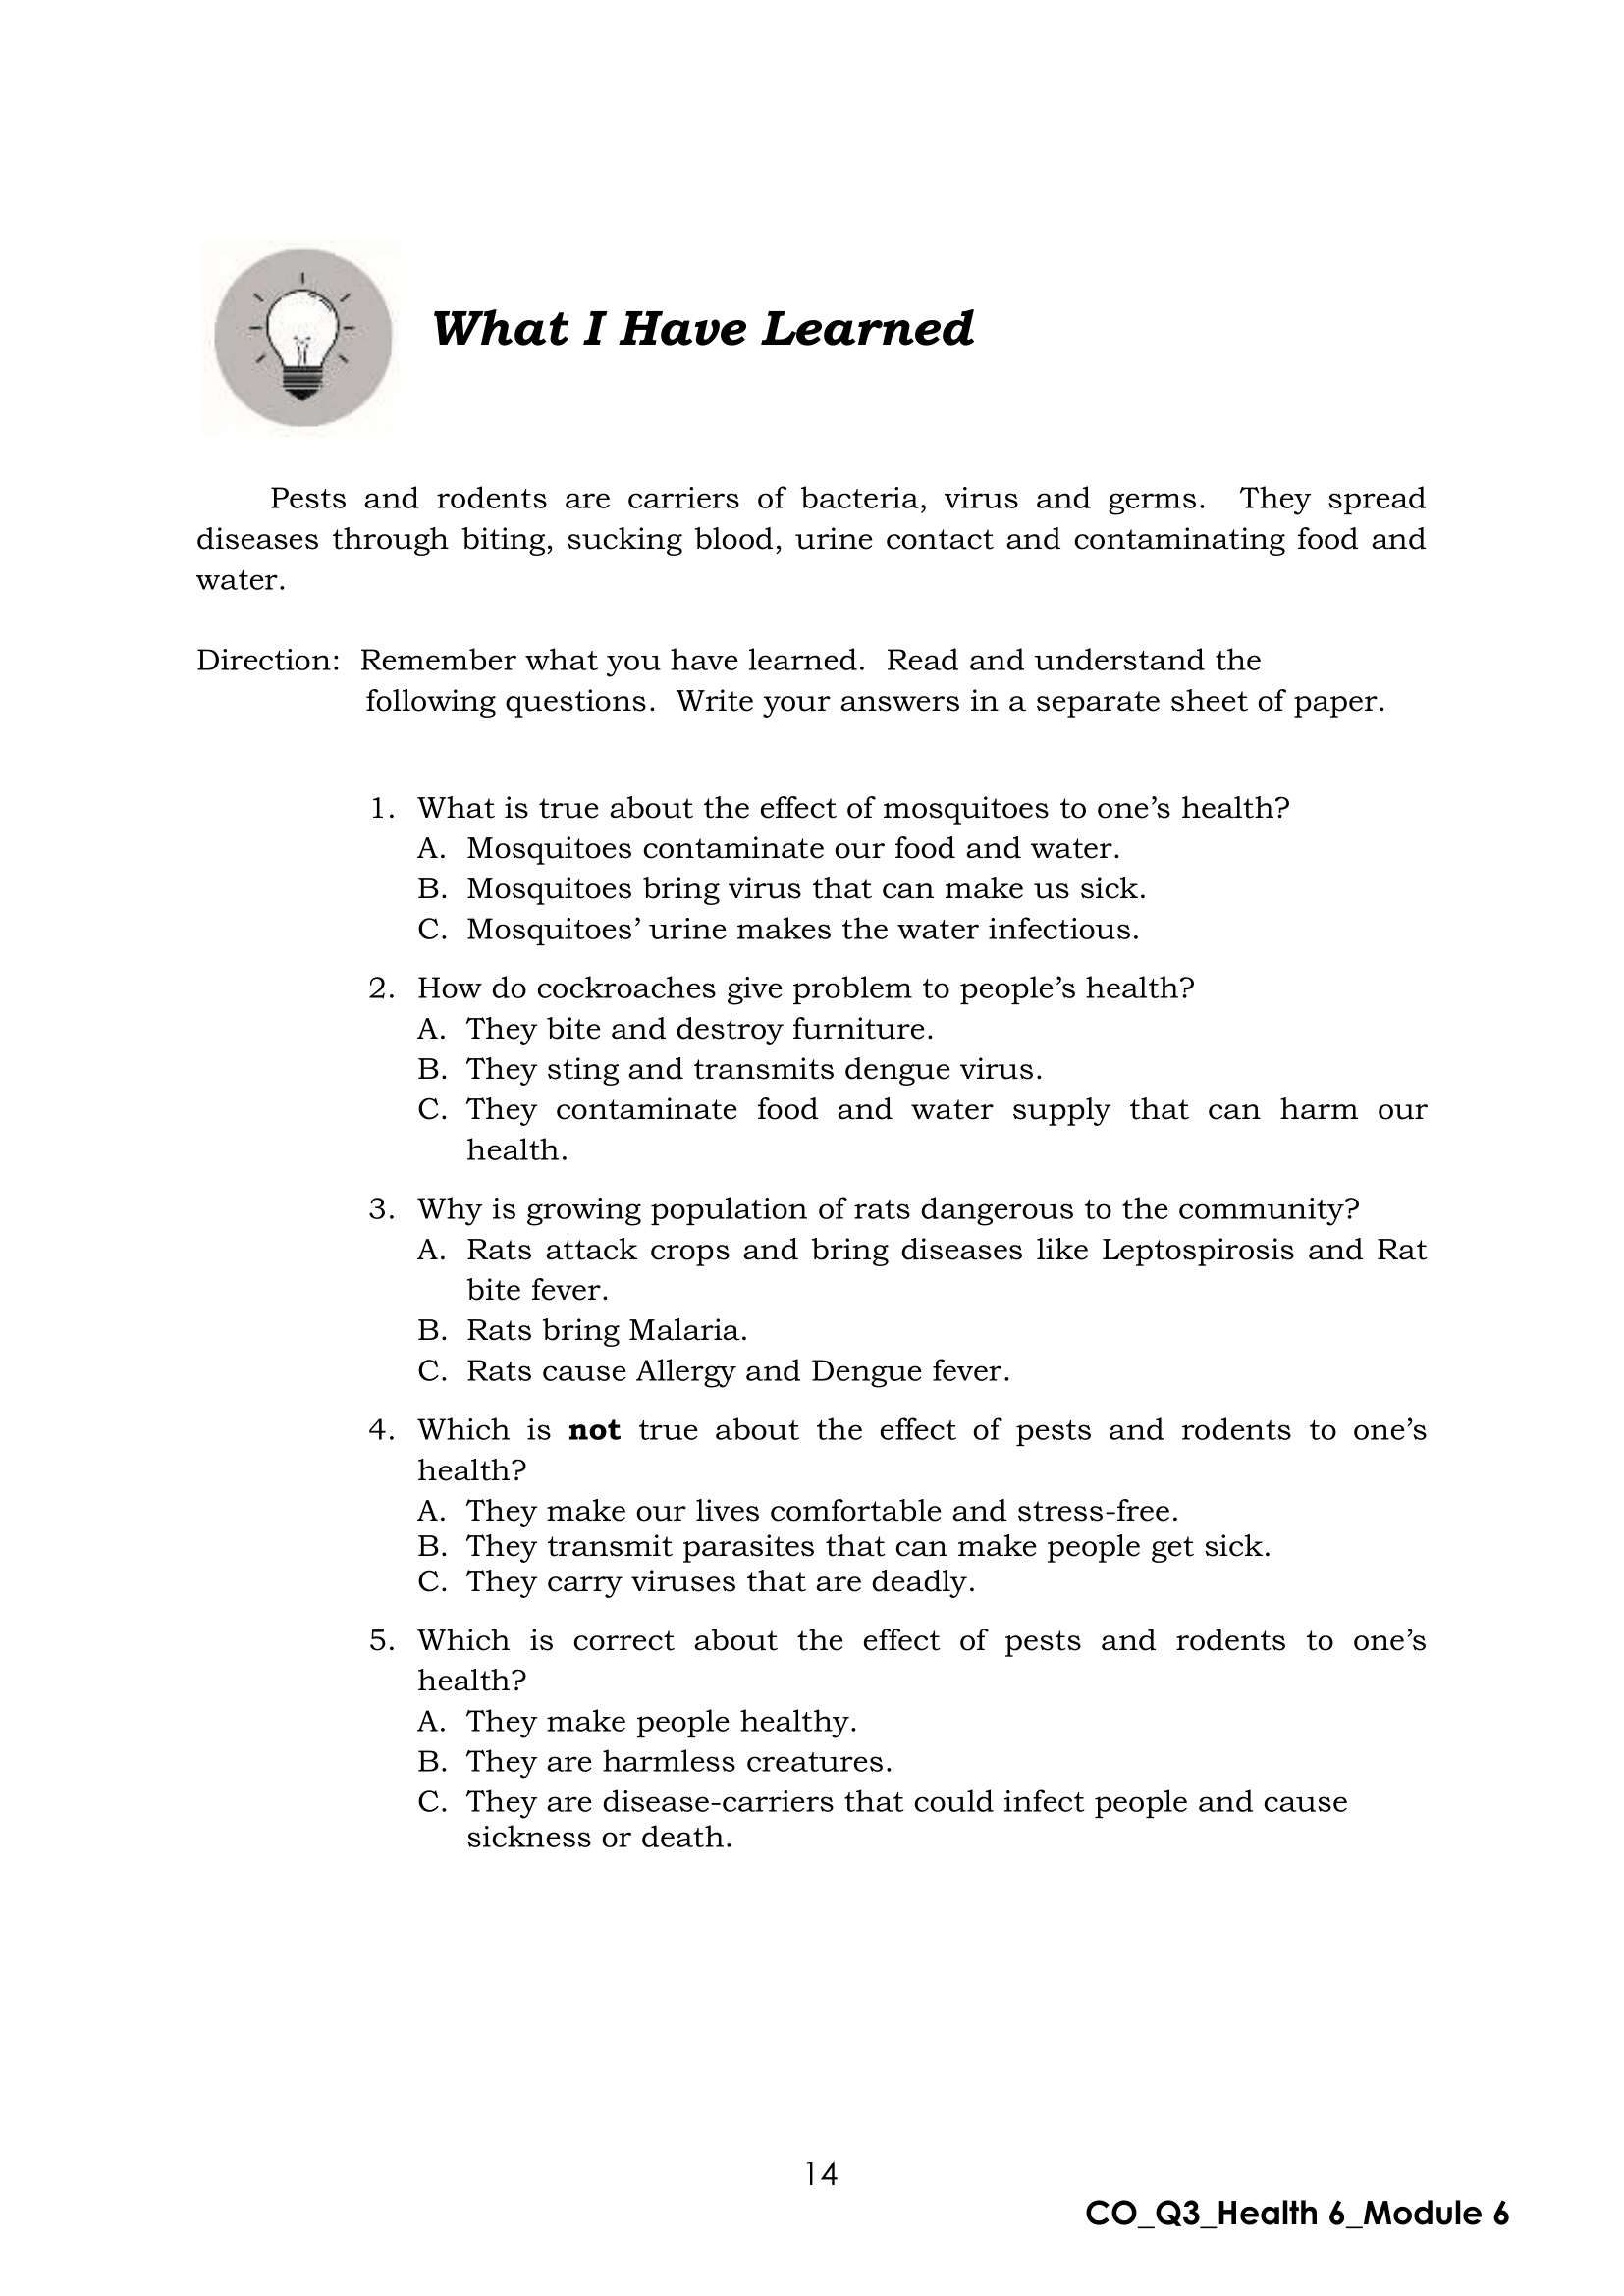 What I Have Learned
Pests and rodents are carriers of bacteria, virus and germs. They spread
diseases through biting, sucking blood, urine contact and contaminating food and
water.
Direction: Remember what you have learned. Read and understand the
following questions. Write your answers in a separate sheet of paper.
1. What is true about the effect of mosquitoes to one’s health?
A. Mosquitoes contaminate our food and water.
B. Mosquitoes bring virus that can make us sick.
C. Mosquitoes’ urine makes the water infectious.
2. How do cockroaches give problem to people’s health?
A. They bite and destroy furniture.
B. They sting and transmits dengue virus.
C. They contaminate food and water supply that can harm our
health.
3. Why is growing population of rats dangerous to the community?
A. Rats attack crops and bring diseases like Leptospirosis and Rat
bite fever.
B. Rats bring Malaria.
C. Rats cause Allergy and Dengue fever.
4. Which is not true about the effect of pests and rodents to one’s
health?
A. They make our lives comfortable and stress-free.
B. They transmit parasites that can make people get sick.
C. They carry viruses that are deadly.
5. Which is correct about the effect of pests and rodents to one’s
health?
A. They make people healthy.
B. They are harmless creatures.
C. They are disease-carriers that could infect people and cause
sickness or death.
14
CO_Q3_Health 6_Module 6